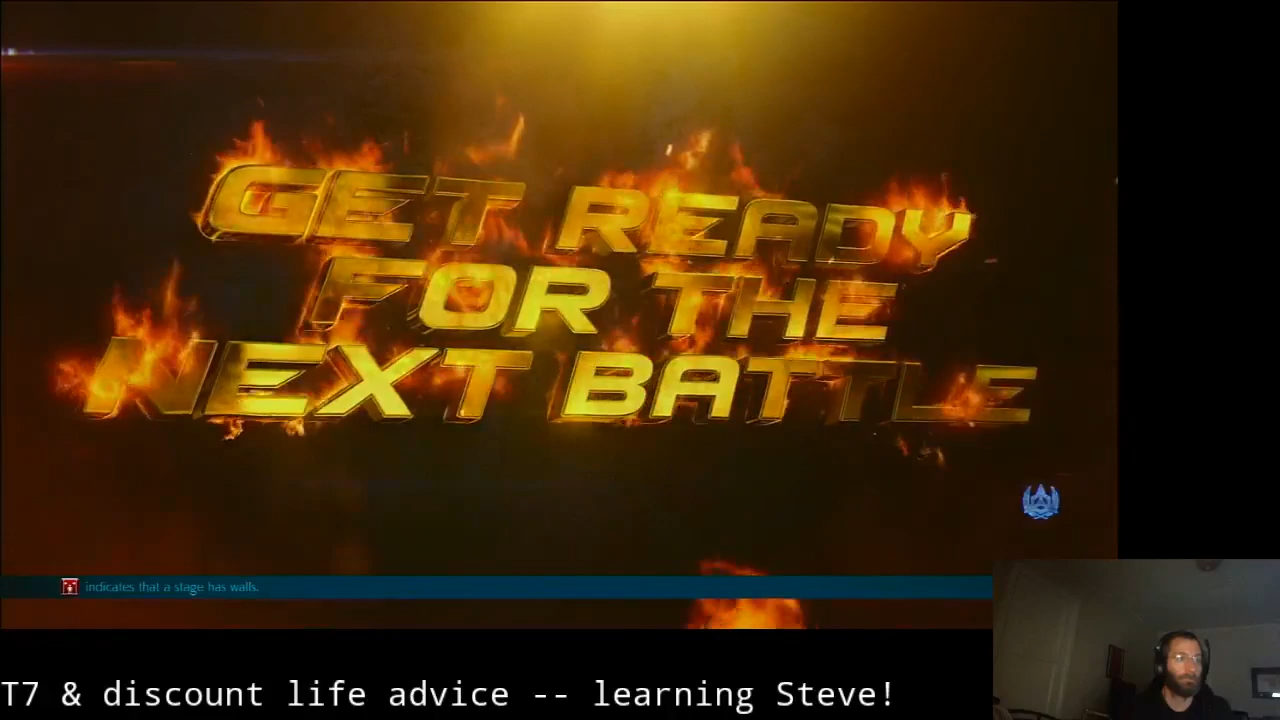 GET READY
FOR THE
NEXT BATTLE
indicates that a stage has walls.
T7 & discount life advice -- learning Steve!